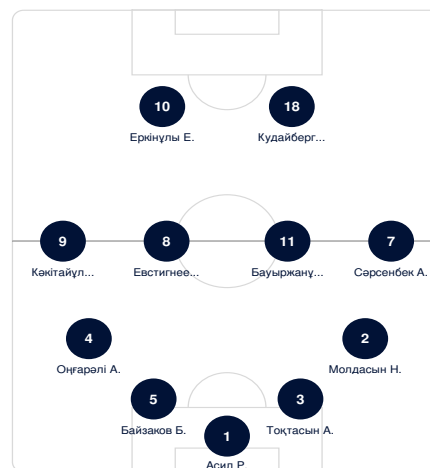 10 18
Еркінұлы Е. Кудайберг...
9 8 11 7
Кәкітайұл... Евстигнее... Бауыржанұ... Сәрсенбек А.
4 2
Оңғарәлі А. Молдасын Н.
5 3
Байзаков Б. Тоқтасын А.
1
Асил Р.